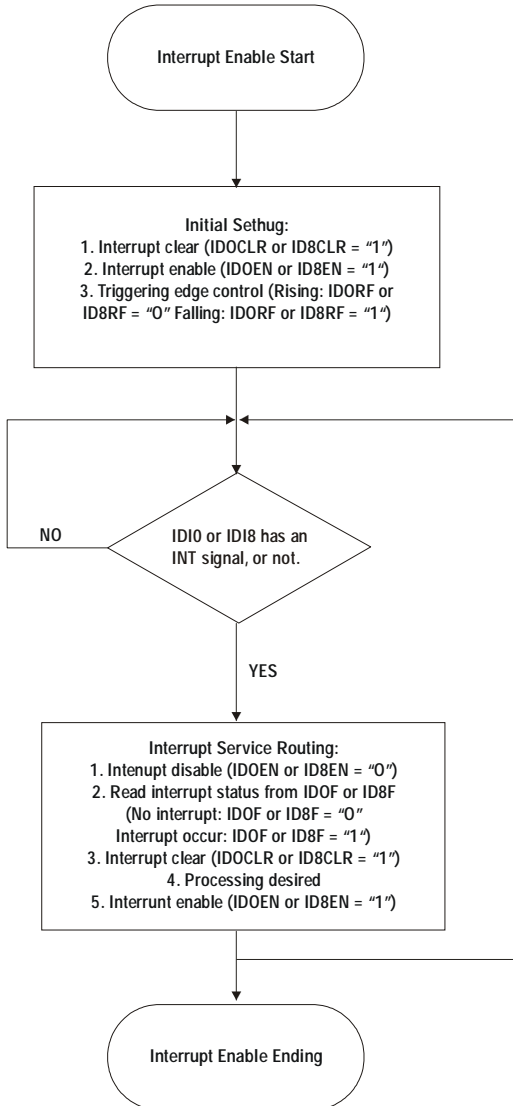 Interrupt Enable Start
Initial Sethug:
1. Interrupt clear (IDOCLR or ID8CLR = “1”)
2. Interrupt enable (IDOEN or ID8EN = “1“)
3. Triggering edge control (Rising: IDORF or
ID8RF = “0” Falling: IDORF or ID8RF = “1“)
NO
IDI0 or IDI8 has an
INT signal, or not.
YES
Interrupt Service Routing:
1. Intenupt disable (IDOEN or ID8EN = “0”)
2. Read interrupt status from IDOF or ID8F
(No interrupt: IDOF or ID8F = “0”
Interrupt occur: IDOF or ID8F = “1“)
3. Interrupt clear (IDOCLR or ID8CLR = “1”)
4. Processing desired
5. Interrunt enable (IDOEN or ID8EN = “1”)
Interrupt Enable Ending